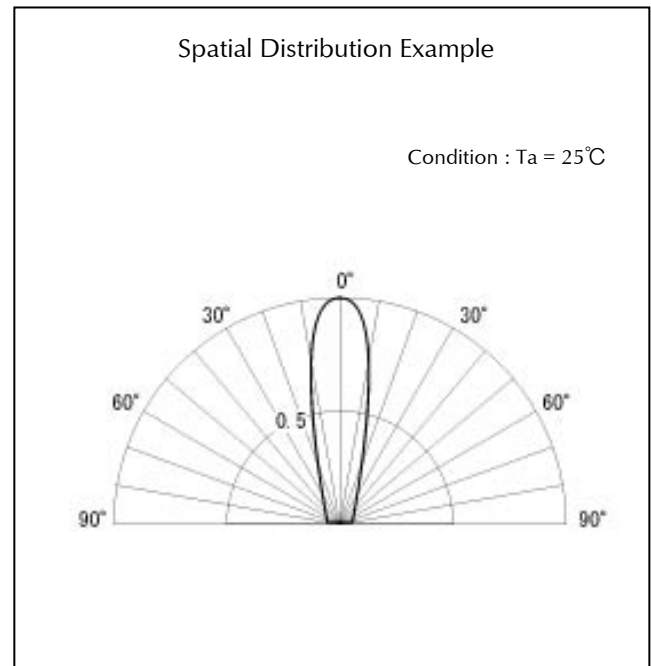 Spatial Distribution Example
Condition : Ta = 25℃
0°
30° 30°
60° 60°
0. 5
90° 90°